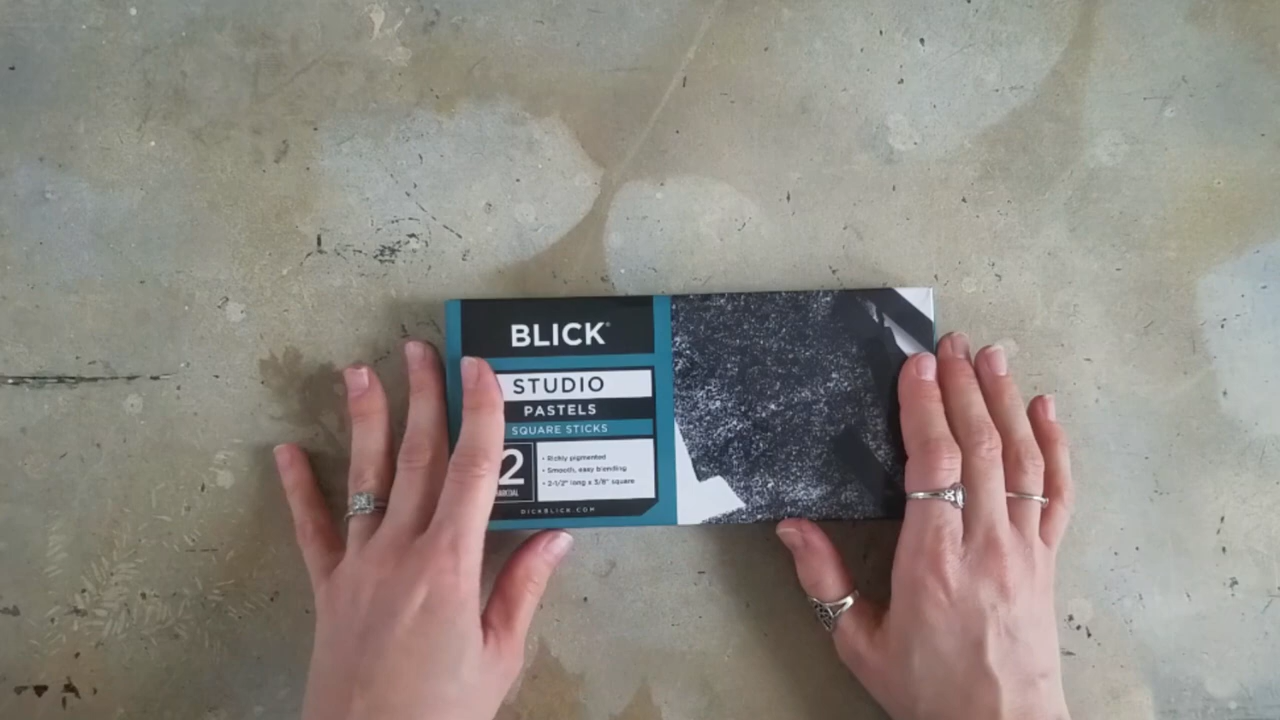 BLICK®
STUDIO
PASTELS
SQUARE STICKS
2
• Richly pigmented
• Smooth, easy blending
• 2-1/2" long x 3/8" square
DICKBLICK.COM